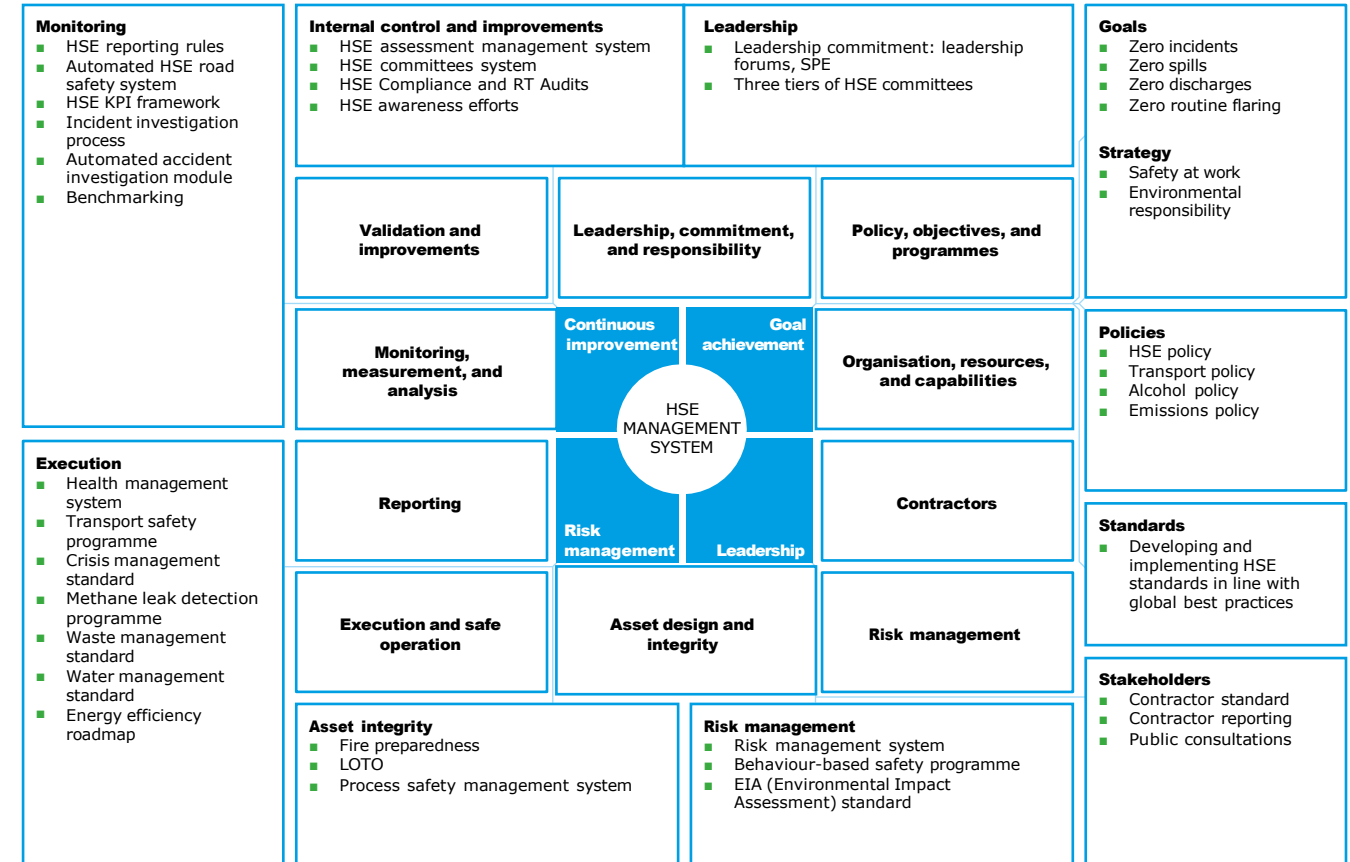 Monitoring
■ HSE reporting rules
■ Automated HSE road
safety system
■ HSE KPI framework
■ Incident investigation
process
■ Automated accident
investigation module
■ Benchmarking
Internal control and improvements
■ HSE assessment management system
■ HSE committees system
■ HSE Compliance and RT Audits
■ HSE awareness efforts
Leadership
■ Leadership commitment: leadership
forums, SPE
■ Three tiers of HSE committees
Goals
■ Zero incidents
■ Zero spills
■ Zero discharges
■ Zero routine flaring
Strategy
■ Safety at work
■ Environmental
responsibility
Validation and
improvements
Leadership, commitment,
and responsibility
Policy, objectives, and
programmes
Monitoring,
measurement, and
analysis
Continuous
improvement
Goal
achievement
Organisation, resources,
and capabilities
HSE
MANAGEMENT
SYSTEM
Policies
■ HSE policy
■ Transport policy
■ Alcohol policy
■ Emissions policy
Execution
■ Health management
system
■ Transport safety
programme
■ Crisis management
standard
■ Methane leak detection
programme
■ Waste management
standard
■ Water management
standard
■ Energy efficiency
roadmap
Reporting
Risk
management
Leadership
Contractors
Standards
■ Developing and
implementing HSE
standards in line with
global best practices
Execution and safe
operation
Asset design and
integrity
Risk management
Asset integrity
■ Fire preparedness
■ LOTO
■ Process safety management system
Risk management
■ Risk management system
■ Behaviour-based safety programme
■ EIA (Environmental Impact
Assessment) standard
Stakeholders
■ Contractor standard
■ Contractor reporting
■ Public consultations